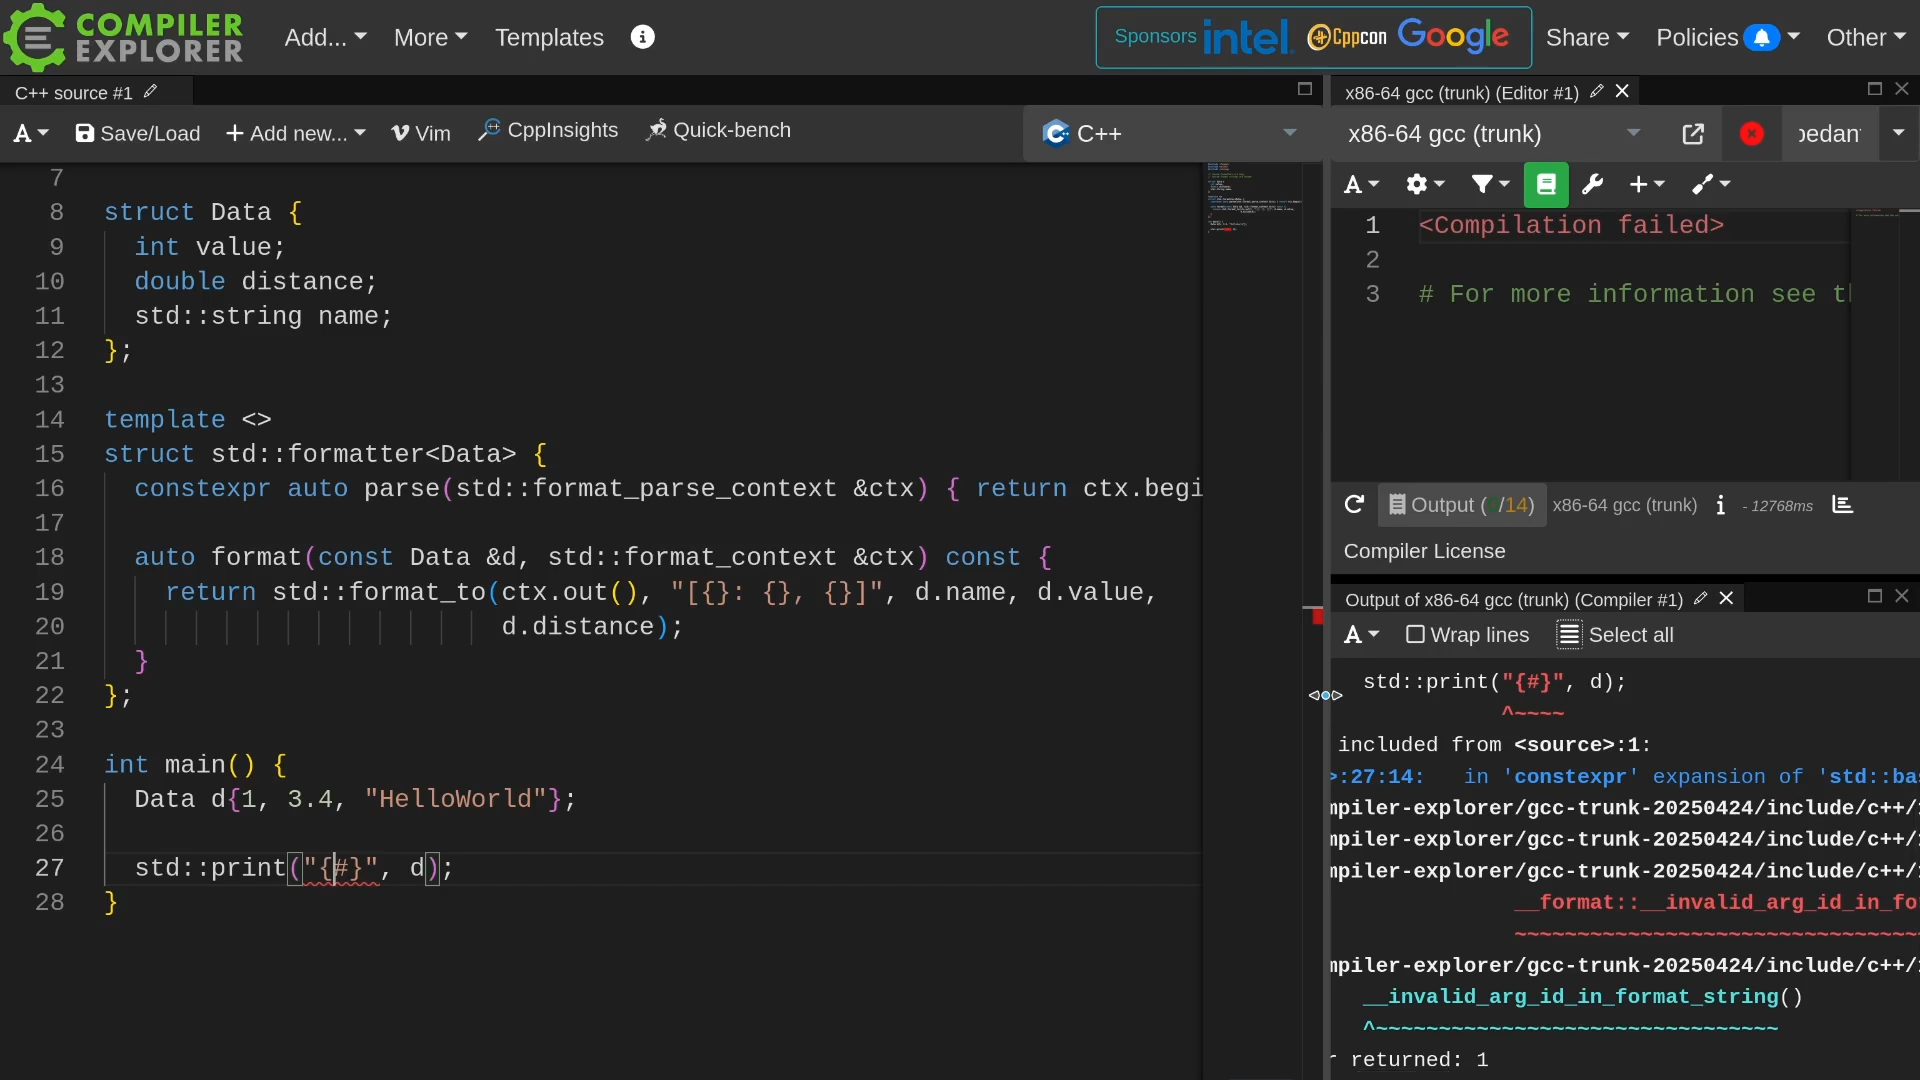 COMPILER
EXPLORER
Add...
More
Templates
Sponsors intel. Cppcon Google
Share
Policies
Other
C++ source #1
A
Save/Load
Add new...
Vim
CppInsights
Quick-bench
C++
7
8 struct Data {
9 int value;
10 double distance;
11 std::string name;
12 };
13
14 template <>
15 struct std::formatter<Data> {
16 constexpr auto parse(std::format_parse_context &ctx) { return ctx.begi
17
18 auto format(const Data &d, std::format_context &ctx) const {
19 return std::format_to(ctx.out(), "[{}: {}, {}]", d.name, d.value,
20 d.distance);
21 }
22 };
23
24 int main() {
25 Data d{1, 3.4, "HelloWorld"};
26
27 std::print("{#}", d);
28 }
x86-64 gcc (trunk) (Editor #1)
x86-64 gcc (trunk)
pedant
A
1 <Compilation failed>
2
3 # For more information see t
Output ( /14) x86-64 gcc (trunk) i - 12768ms
Compiler License
Output of x86-64 gcc (trunk) (Compiler #1)
A Wrap lines Select all
std::print("{#}", d);
^~~~~
included from <source>:1:
>:27:14: in 'constexpr' expansion of 'std::bas
mpiler-explorer/gcc-trunk-20250424/include/c++/
mpiler-explorer/gcc-trunk-20250424/include/c++/
mpiler-explorer/gcc-trunk-20250424/include/c++/
__format::__invalid_arg_id_in_fo
~~~~~~~~~~~~~~~~~~~~~~~~~~~~~~~~
mpiler-explorer/gcc-trunk-20250424/include/c++/
__invalid_arg_id_in_format_string()
^~~~~~~~~~~~~~~~~~~~~~~~~~~~~~~~~
r returned: 1